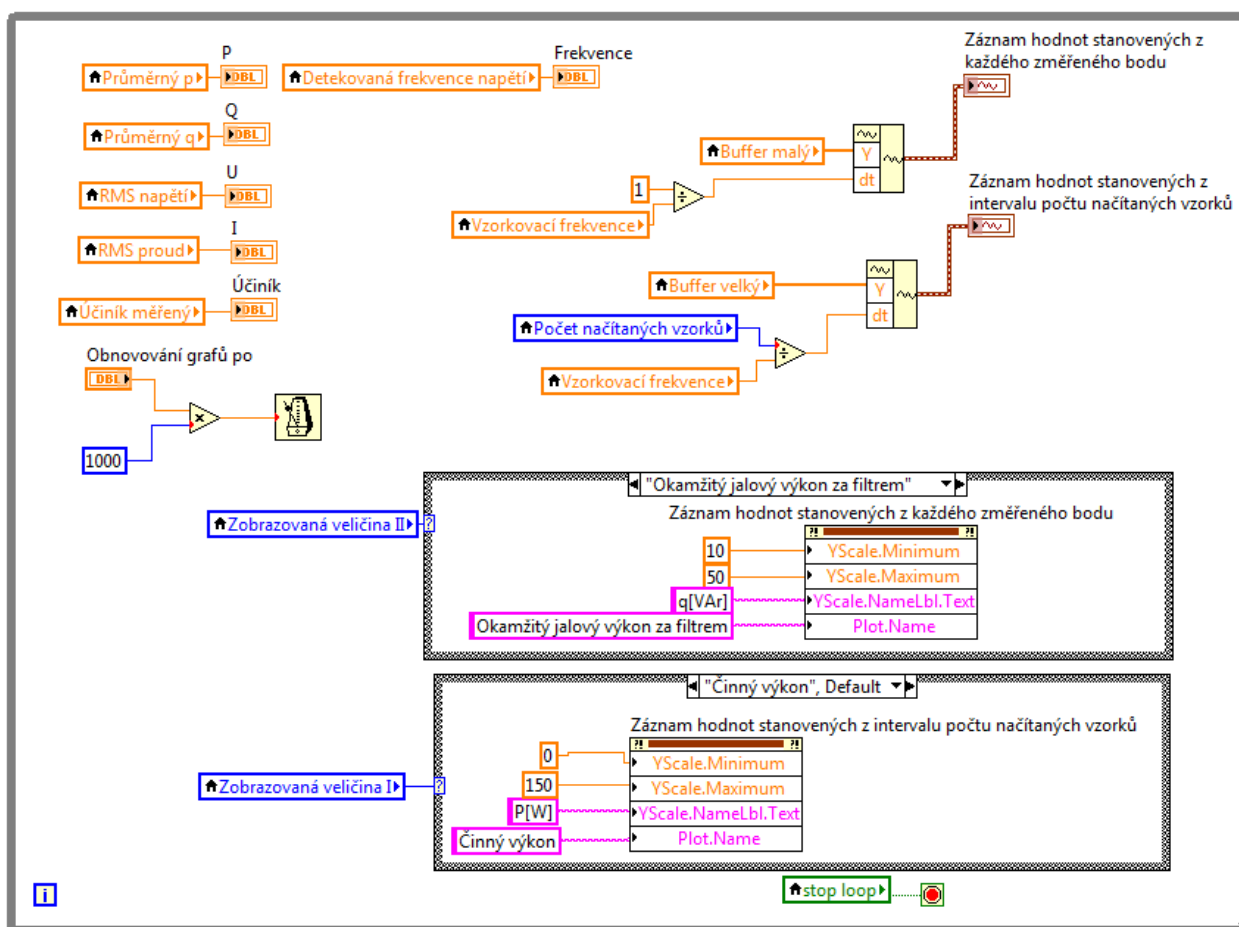 P
Průměrný p
DBL
Detekovaná frekvence napětí
Frekvence
DBL
Záznam hodnot stanovených z
každého změřeného bodu
Q
Průměrný q
DBL
U
RMS napětí
DBL
I
RMS proud
DBL
Účiník
Účiník měřený
DBL
Buffer malý
Y
dt
1
÷
Vzorkovací frekvence
Záznam hodnot stanovených z
intervalu počtu načítaných vzorků
Buffer velký
Y
dt
Počet načítaných vzorků
÷
Vzorkovací frekvence
Obnovování grafů po
DBL
x
1000
"Okamžitý jalový výkon za filtrem"
Zobrazovaná veličina II
?
Záznam hodnot stanovených z každého změřeného bodu
?! ?!
10
YScale.Minimum
50
YScale.Maximum
q[VAr]
YScale.NameLbl.Text
Okamžitý jalový výkon za filtrem
Plot.Name
"Činný výkon", Default
Zobrazovaná veličina I
?
Záznam hodnot stanovených z intervalu počtu načítaných vzorků
?! ?!
0
YScale.Minimum
150
YScale.Maximum
P[W]
YScale.NameLbl.Text
Činný výkon
Plot.Name
i
stop loop